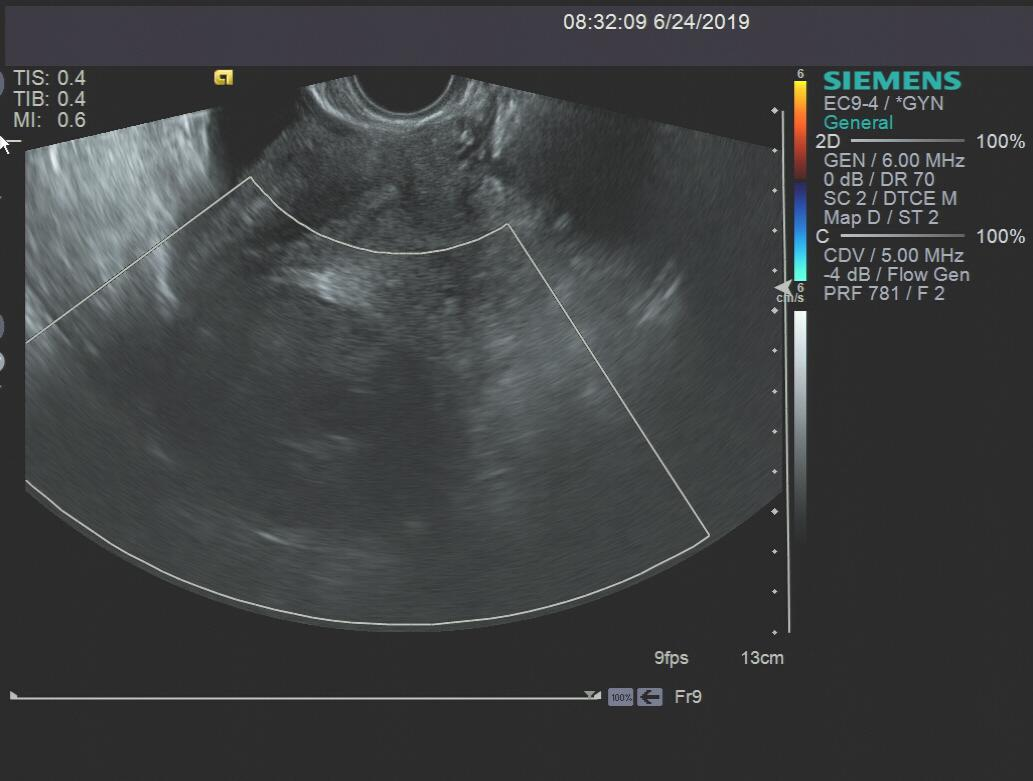 08:32:09 6/24/2019
TIS: 0.4
TIB: 0.4
MI: 0.6
6
SIEMENS
EC9-4 / *GYN
General
2D 100%
GEN / 6.00 MHz
0 dB / DR 70
SC 2 / DTCE M
Map D / ST 2
C 100%
CDV / 5.00 MHz
-4 dB / Flow Gen
PRF 781 / F 2
6
cm/s
9fps 13cm
100% Fr9